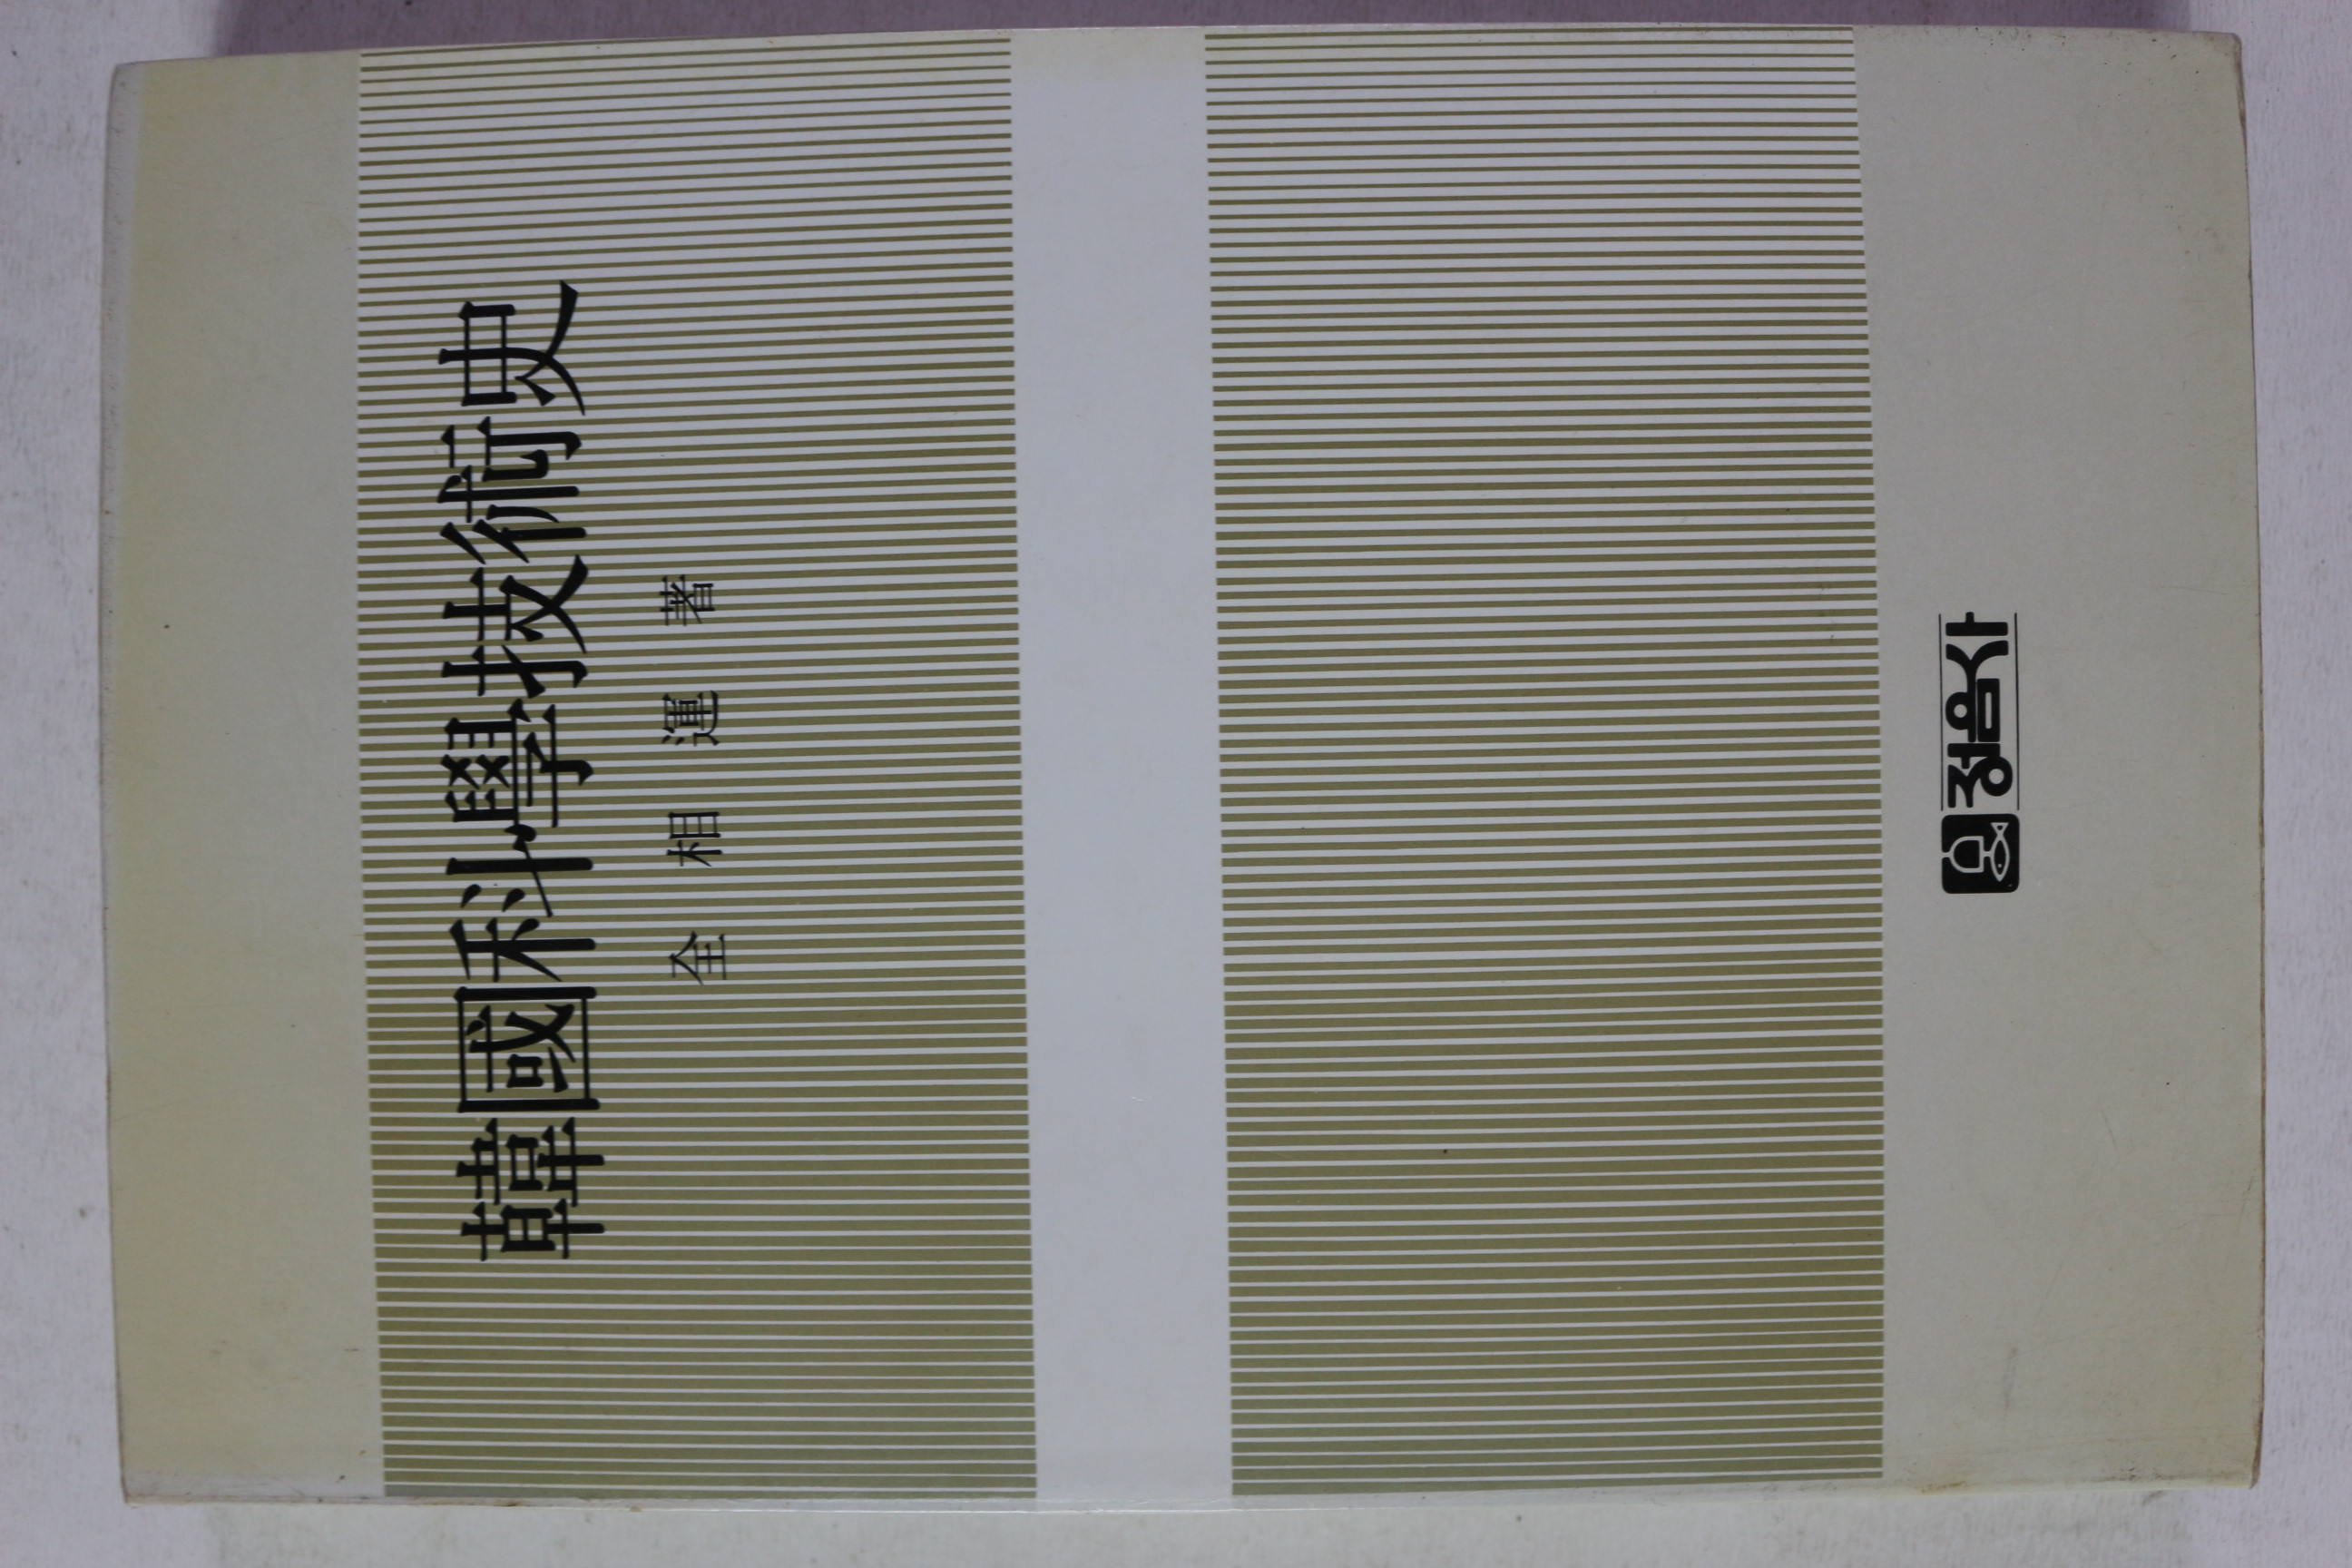 韓國科學技術史
全相運 著
정음사